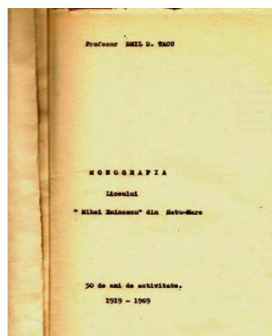 Profesor EMIL D. TACU
MONOGRAFIA
Liceului
" Mihai Eminescu" din Satu-Mare
50 de ani de activitate.
1919 - 1969